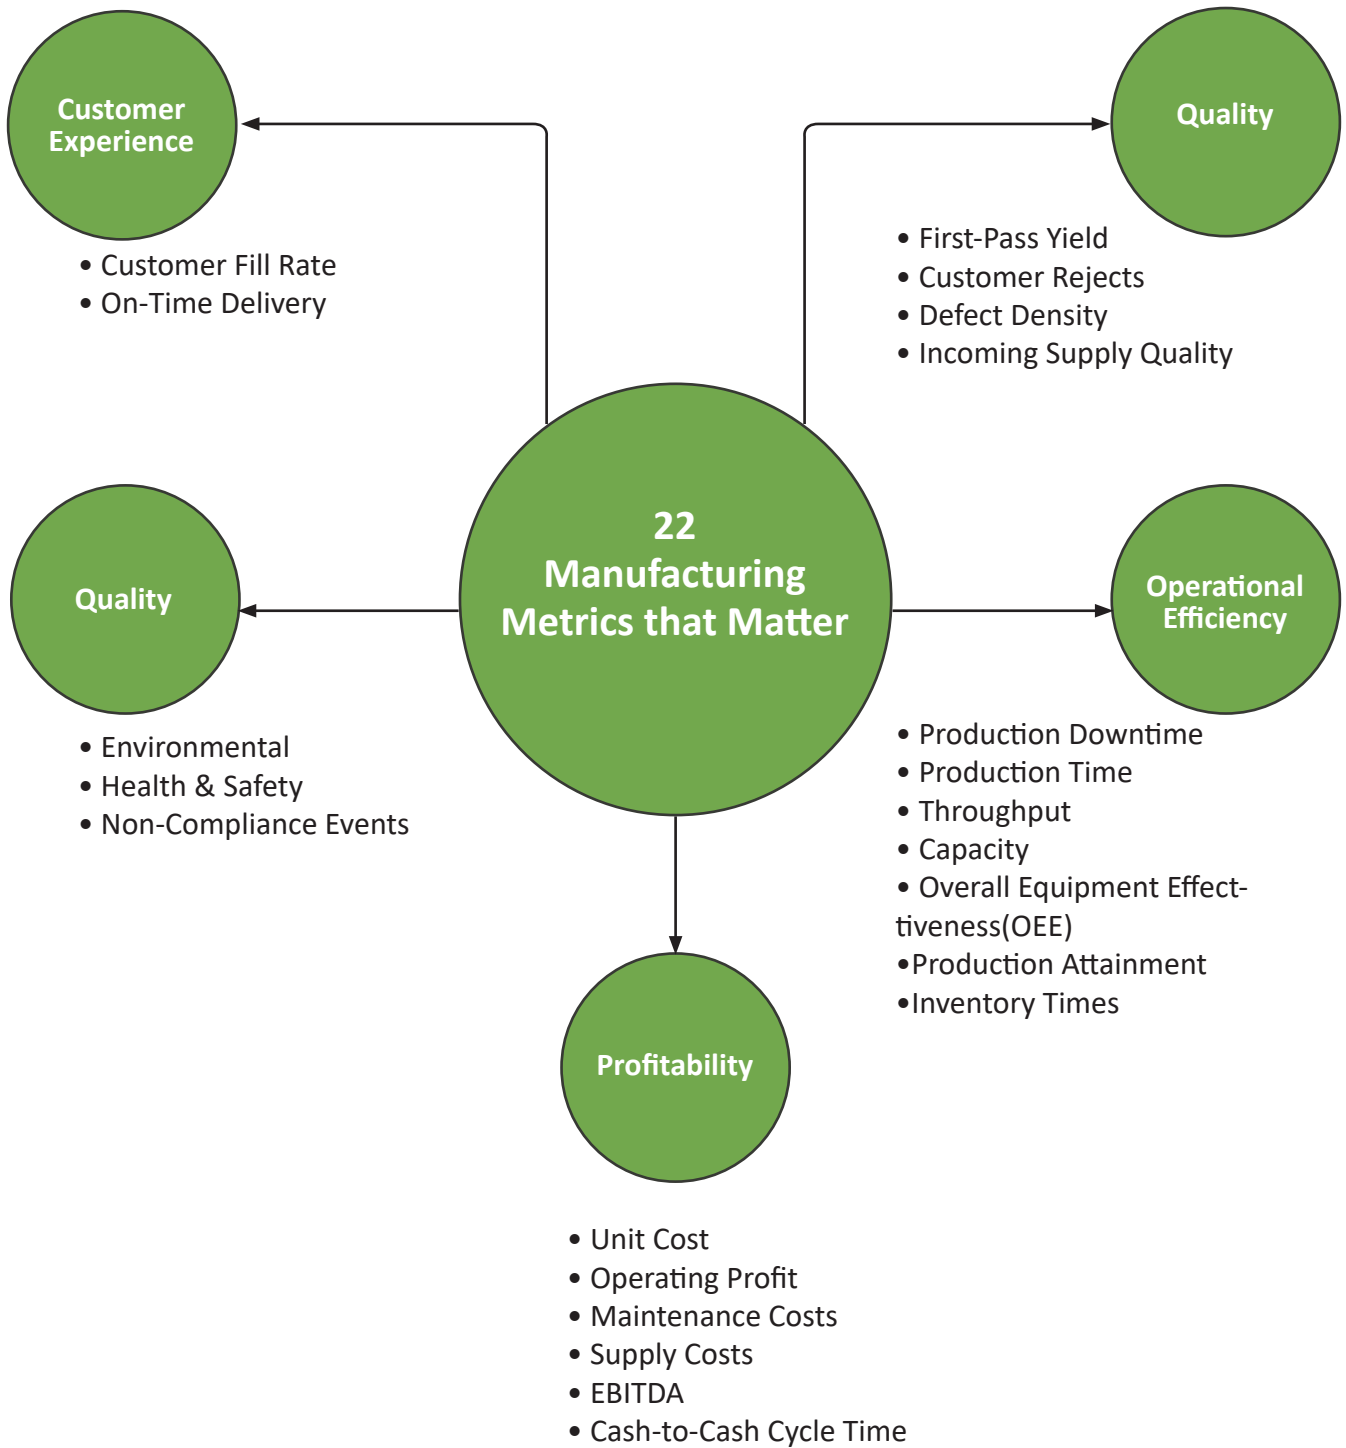 Customer
Experience
• Customer Fill Rate
• On-Time Delivery
Quality
• First-Pass Yield
• Customer Rejects
• Defect Density
• Incoming Supply Quality
22
Manufacturing
Metrics that Matter
Quality
• Environmental
• Health & Safety
• Non-Compliance Events
Operational
Efficiency
• Production Downtime
• Production Time
• Throughput
• Capacity
• Overall Equipment Effect-
tiveness(OEE)
•Production Attainment
•Inventory Times
Profitability
• Unit Cost
• Operating Profit
• Maintenance Costs
• Supply Costs
• EBITDA
• Cash-to-Cash Cycle Time